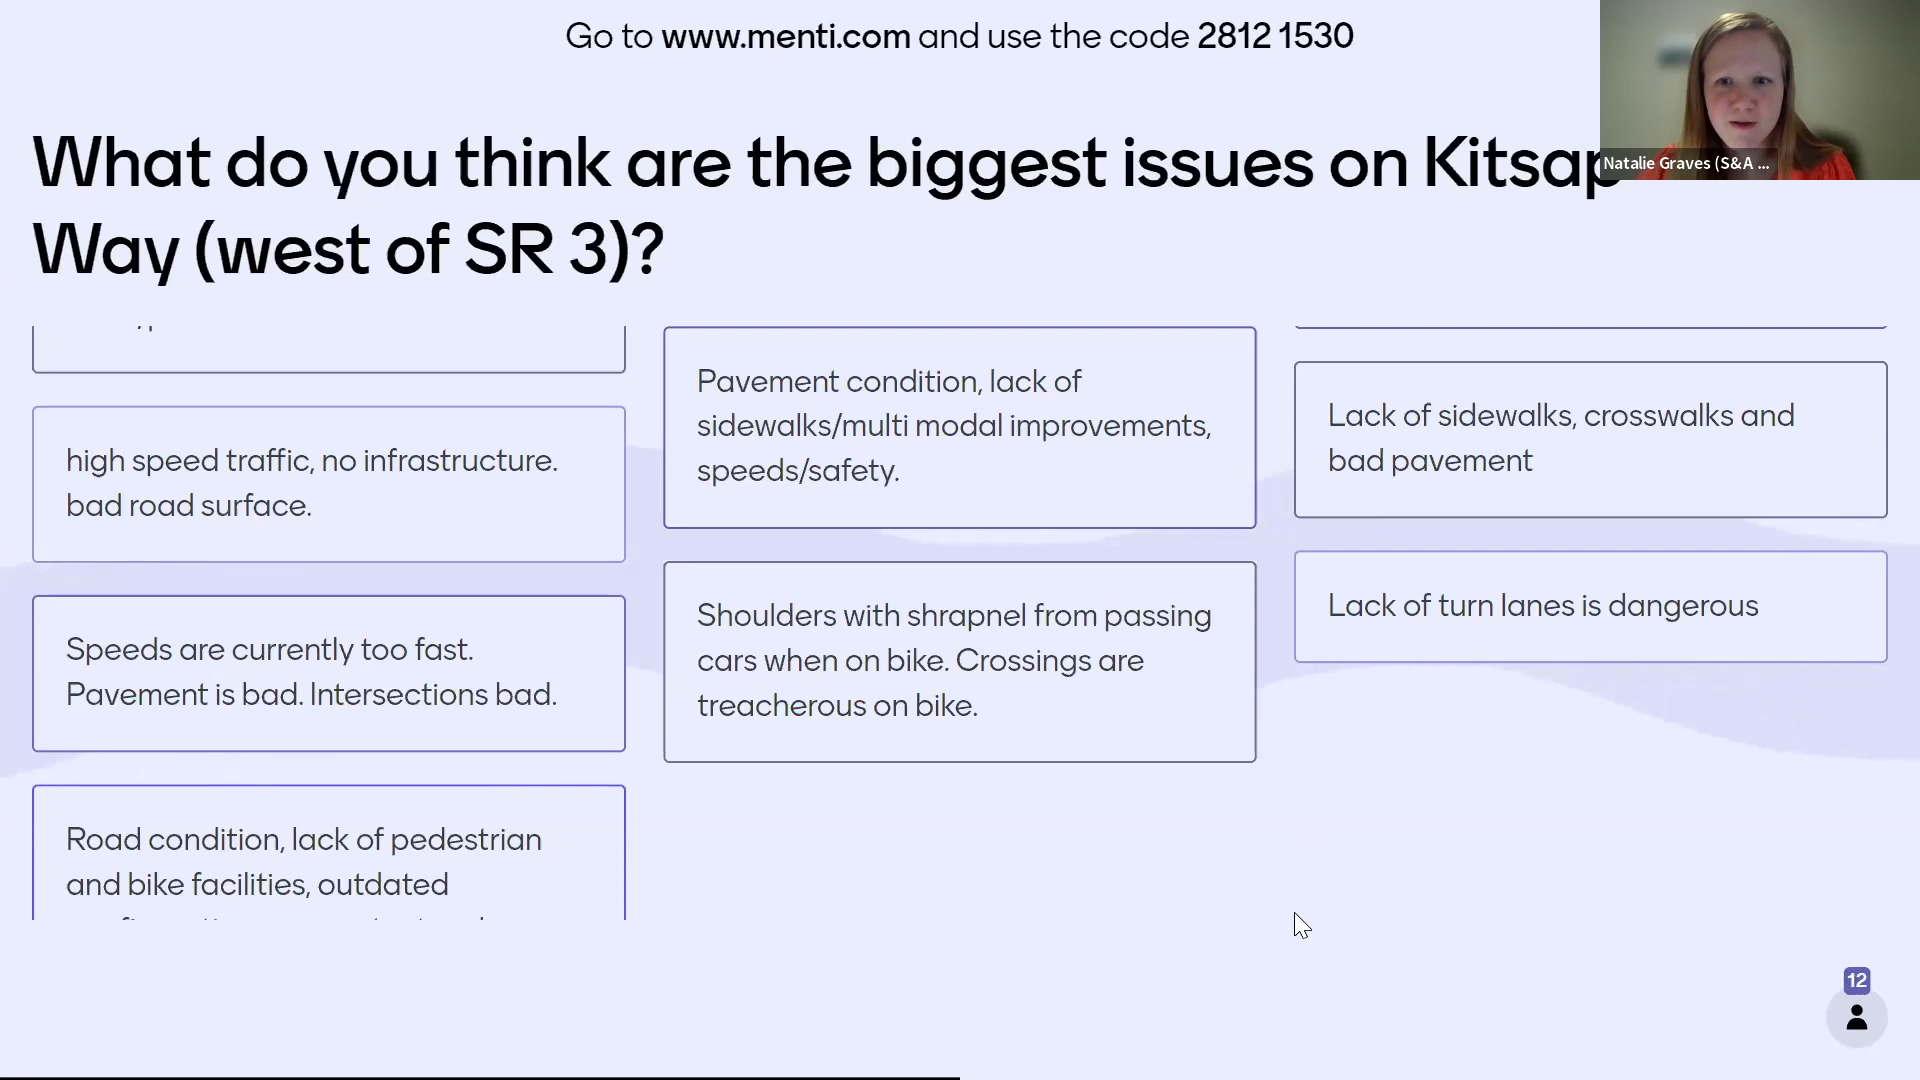 Go to www.menti.com and use the code 2812 1530
Natalie Graves (S&A ...
What do you think are the biggest issues on Kitsap
Way (west of SR 3)?
high speed traffic, no infrastructure.
bad road surface.
Speeds are currently too fast.
Pavement is bad. Intersections bad.
Road condition, lack of pedestrian
and bike facilities, outdated
Pavement condition, lack of
sidewalks/multi modal improvements,
speeds/safety.
Shoulders with shrapnel from passing
cars when on bike. Crossings are
treacherous on bike.
Lack of sidewalks, crosswalks and
bad pavement
Lack of turn lanes is dangerous
12